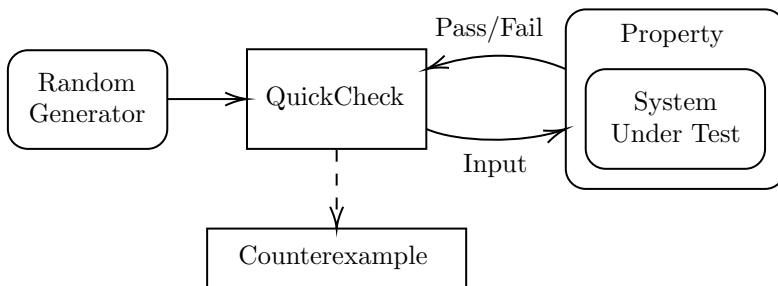 Pass/Fail
Property
Random
Generator
QuickCheck
System
Under Test
Input
Counterexample